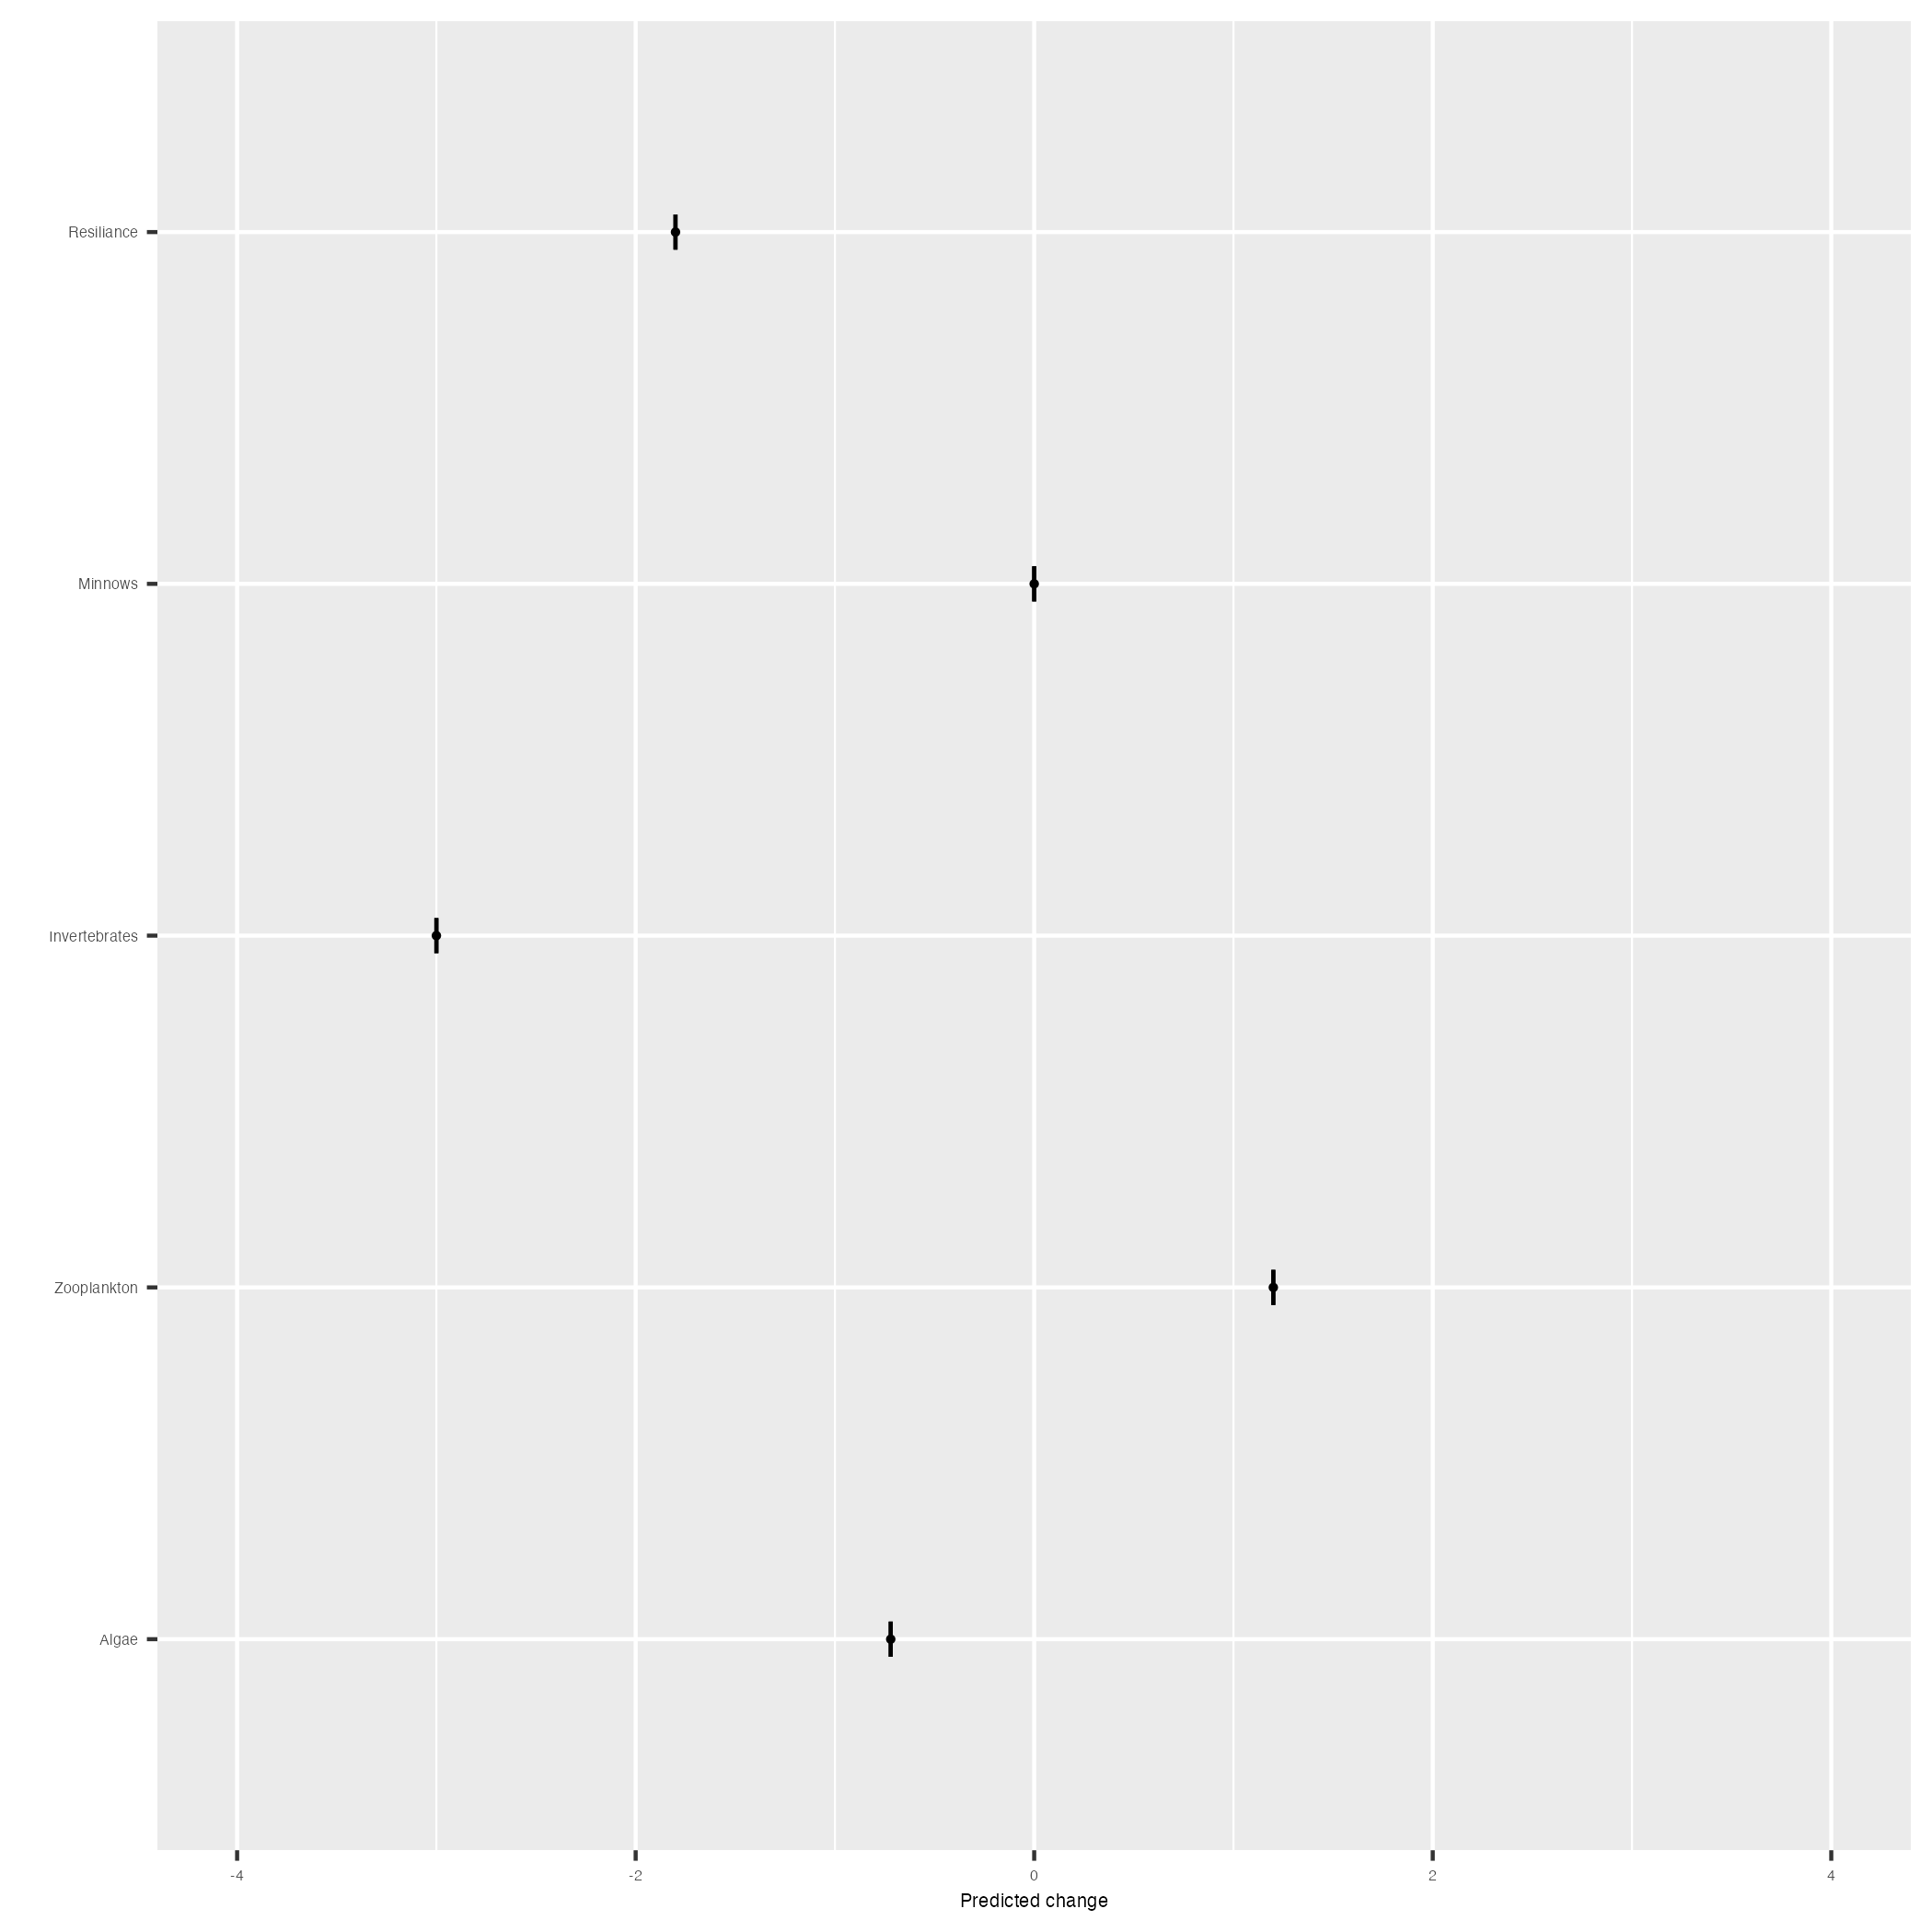 Resiliance
Minnows
Invertebrates
Zooplankton
Algae
-4 -2 0 2 4
Predicted change